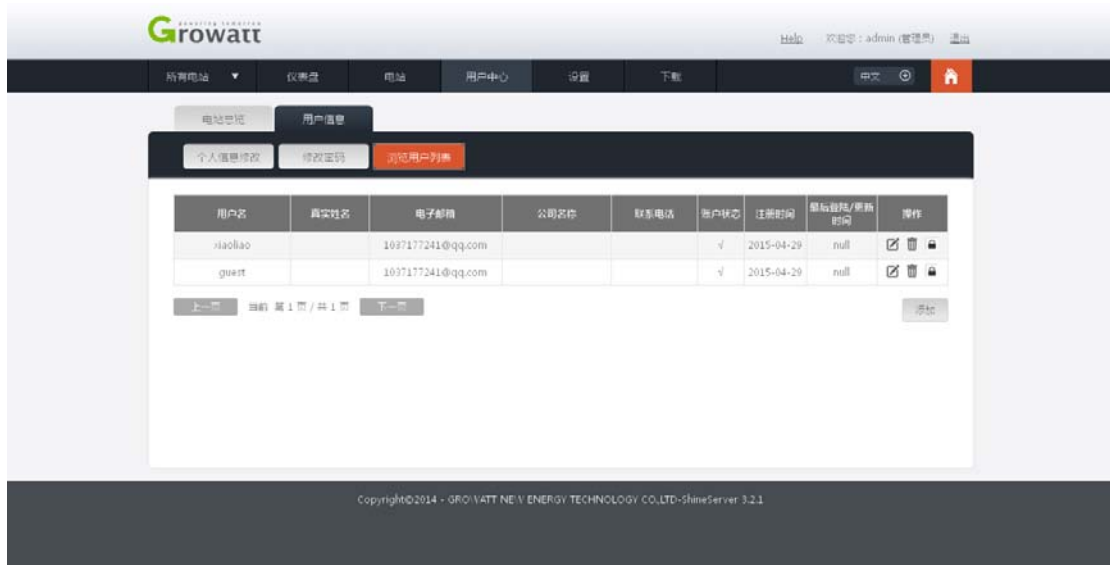 powering tomorrow
Growatt
Help 欢迎您：admin (管理员) 退出
所有电站 ▼ 仪表盘 电站 用户中心 设置 下载 中文
电站总览 用户信息
个人信息修改 修改密码 浏览用户列表
用户名 真实姓名 电子邮箱 公司名称 联系电话 账户状态 注册时间 最后登陆/更新时间 操作
xiaoliao 1037177241@qq.com √ 2015-04-29 null
guest 1037177241@qq.com √ 2015-04-29 null
上一页 当前 第 1 页 / 共 1 页 下一页
添加
Copyright©2014 - GROWATT NEW ENERGY TECHNOLOGY CO.,LTD-ShineServer 3.2.1